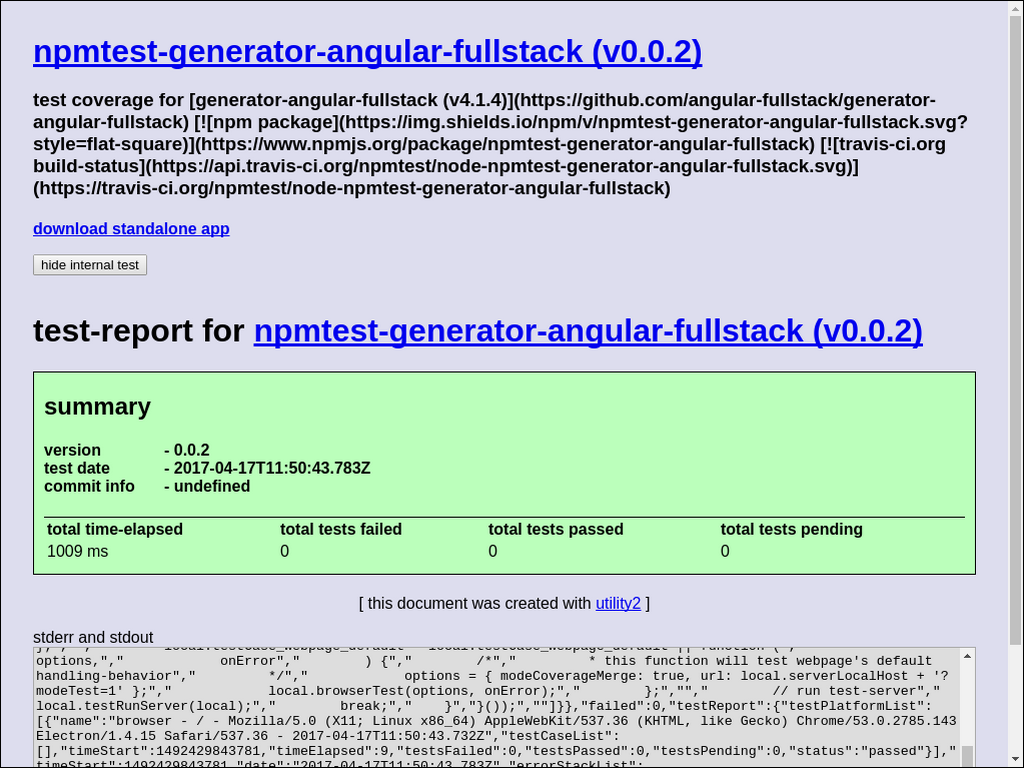 npmtest-generator-angular-fullstack (v0.0.2)
test coverage for [generator-angular-fullstack (v4.1.4)](https://github.com/angular-fullstack/generator-
angular-fullstack) [![npm package](https://img.shields.io/npm/v/npmtest-generator-angular-fullstack.svg?
style=flat-square)](https://www.npmjs.org/package/npmtest-generator-angular-fullstack) [![travis-ci.org
build-status](https://api.travis-ci.org/npmtest/node-npmtest-generator-angular-fullstack.svg)]
(https://travis-ci.org/npmtest/node-npmtest-generator-angular-fullstack)
download standalone app
hide internal test
test-report for npmtest-generator-angular-fullstack (v0.0.2)
summary
version - 0.0.2
test date - 2017-04-17T11:50:43.783Z
commit info - undefined
total time-elapsed total tests failed total tests passed total tests pending
1009 ms 0 0 0
[ this document was created with utility2 ]
stderr and stdout
options,"," onError"," ) {"," /*"," * this function will test webpage's default
handling-behavior"," */"," options = { modeCoverageMerge: true, url: local.serverLocalHost + '?
modeTest=1' };"," local.browserTest(options, onError);"," };",""," // run test-server","
local.testRunServer(local);"," break;"," }","}());",""]}},"failed":0,"testReport":{"testPlatformList":
[{"name":"browser - / - Mozilla/5.0 (X11; Linux x86_64) AppleWebKit/537.36 (KHTML, like Gecko) Chrome/53.0.2785.143
Electron/1.4.15 Safari/537.36 - 2017-04-17T11:50:43.732Z","testCaseList":
[],"timeStart":1492429843781,"timeElapsed":9,"testsFailed":0,"testsPassed":0,"testsPending":0,"status":"passed"}],"
timeStart":1492429843781,"date":"2017-04-17T11:50:43.783Z","errorStackList":